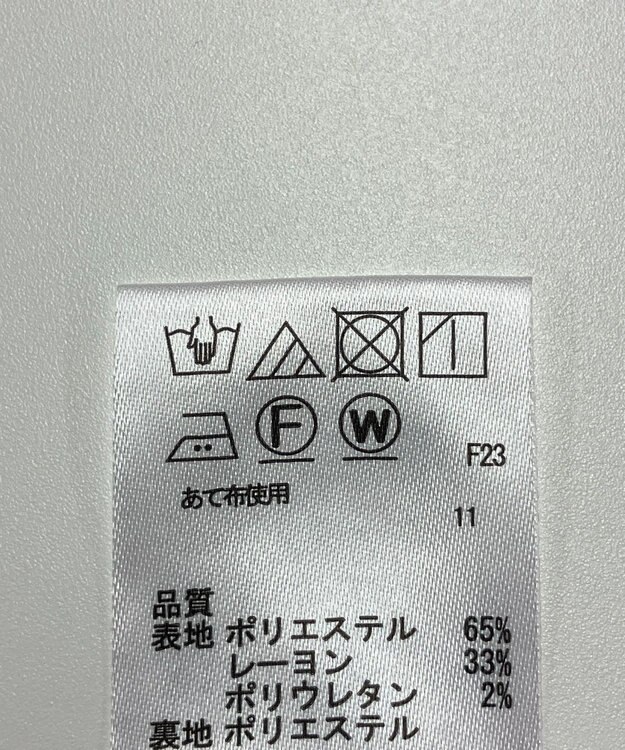 F
W
F23
あて布使用
11
品質
表地 ポリエステル 65%
レーヨン 33%
ポリウレタン 2%
裏地 ポリエステル